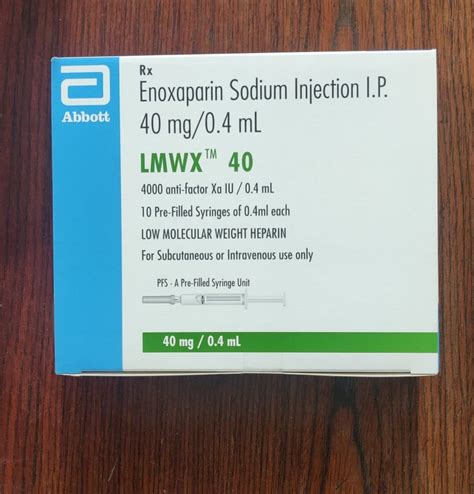 Abbott
Rx
Enoxaparin Sodium Injection I.P.
40 mg/0.4 mL
LMWX™ 40
4000 anti-factor Xa IU / 0.4 mL
10 Pre-Filled Syringes of 0.4ml each
LOW MOLECULAR WEIGHT HEPARIN
For Subcutaneous or Intravenous use only
PFS - A Pre-Filled Syringe Unit
40 mg / 0.4 mL